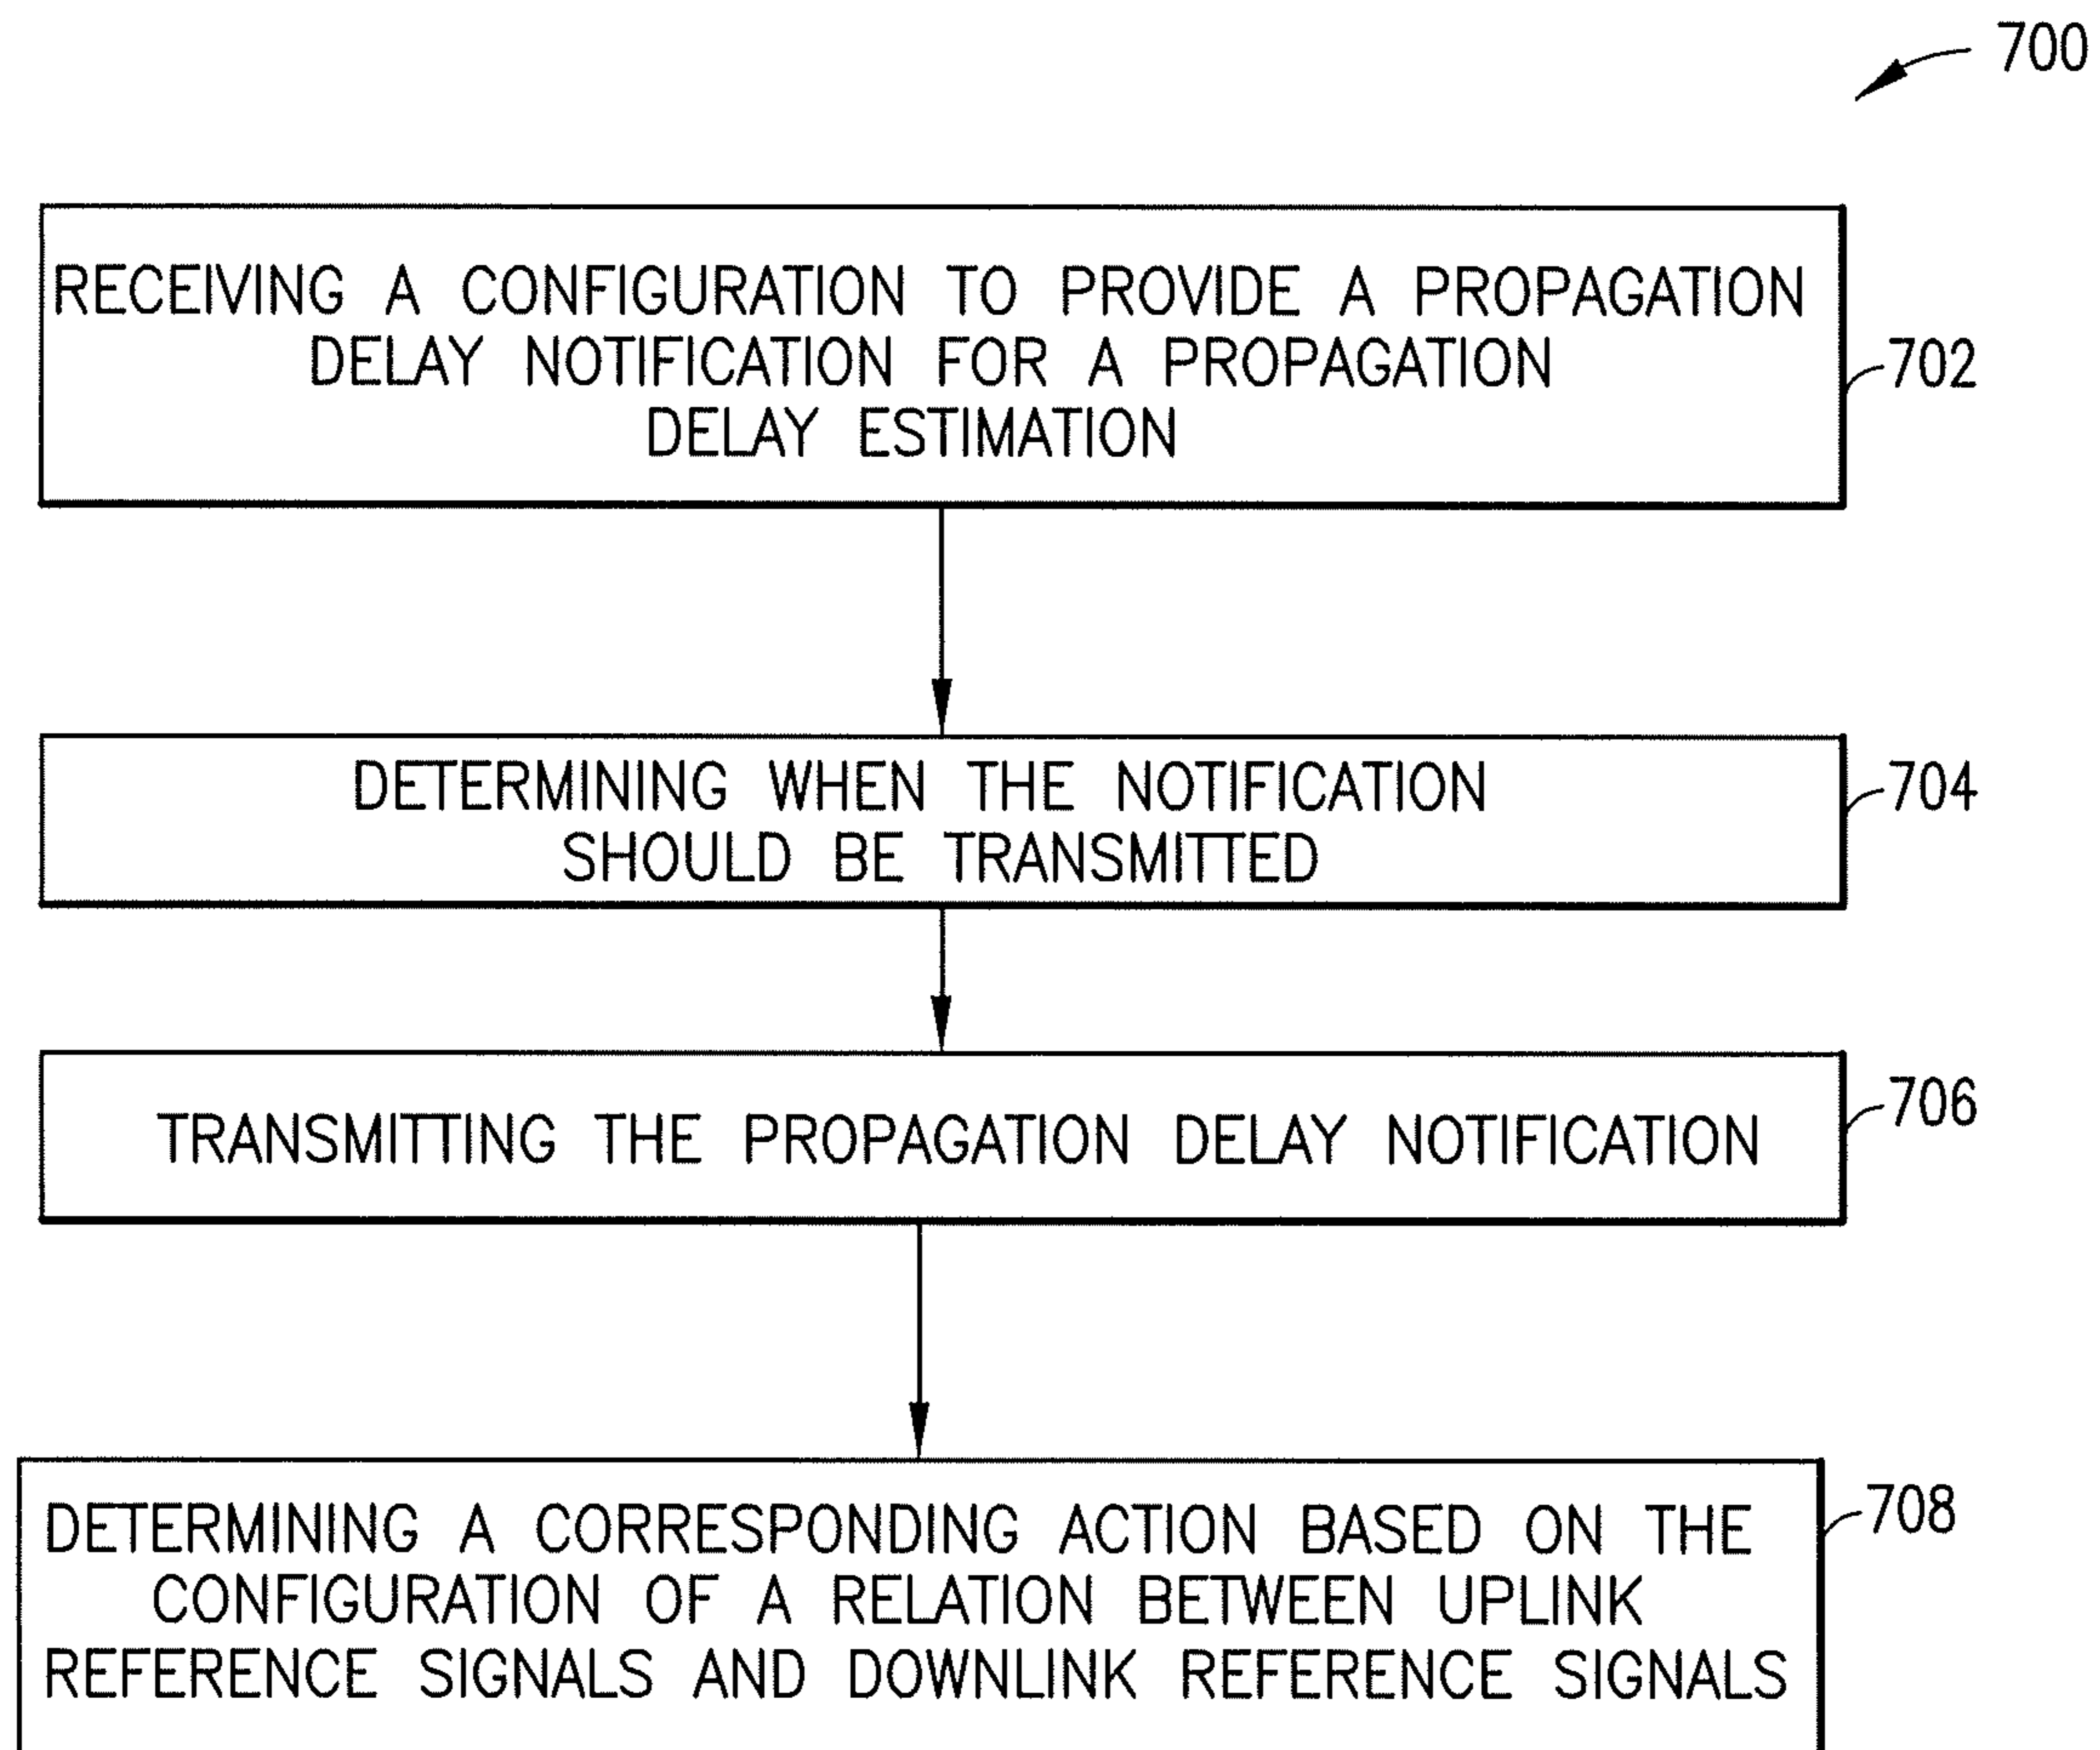 700
RECEIVING A CONFIGURATION TO PROVIDE A PROPAGATION
DELAY NOTIFICATION FOR A PROPAGATION
DELAY ESTIMATION
702
DETERMINING WHEN THE NOTIFICATION
SHOULD BE TRANSMITTED
704
TRANSMITTING THE PROPAGATION DELAY NOTIFICATION
706
DETERMINING A CORRESPONDING ACTION BASED ON THE
CONFIGURATION OF A RELATION BETWEEN UPLINK
REFERENCE SIGNALS AND DOWNLINK REFERENCE SIGNALS
708